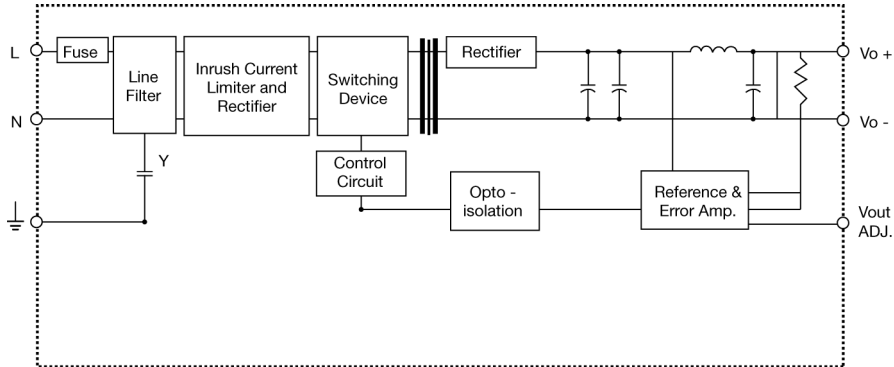 L
Fuse
Line
Filter
Inrush Current
Limiter and
Rectifier
Switching
Device
Rectifier
Vo +
N
Vo -
Y
Control
Circuit
Opto -
isolation
Reference &
Error Amp.
Vout
ADJ.